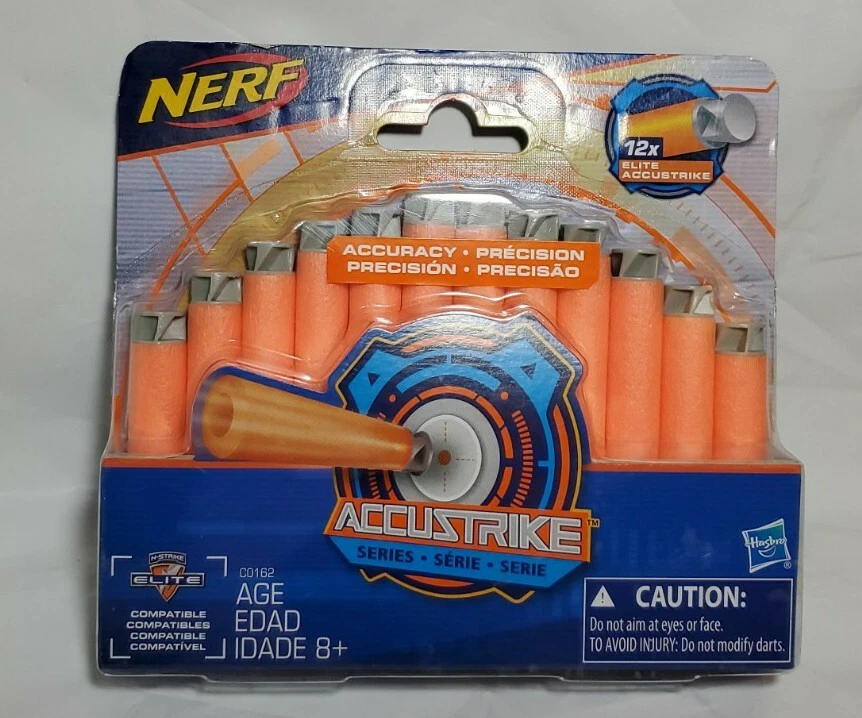 NERF
12x
ELITE
ACCUSTRIKE
ACCURACY • PRÉCISION
PRECISIÓN • PRECISÃO
ACCUSTRIKE™
SERIES • SÉRIE • SERIE
N-STRIKE
ELITE
COMPATIBLE
COMPATIBLES
COMPATIBLE
COMPATÍVEL
C0162
AGE
EDAD
IDADE 8+
Hasbro
®
⚠ CAUTION:
Do not aim at eyes or face.
TO AVOID INJURY: Do not modify darts.